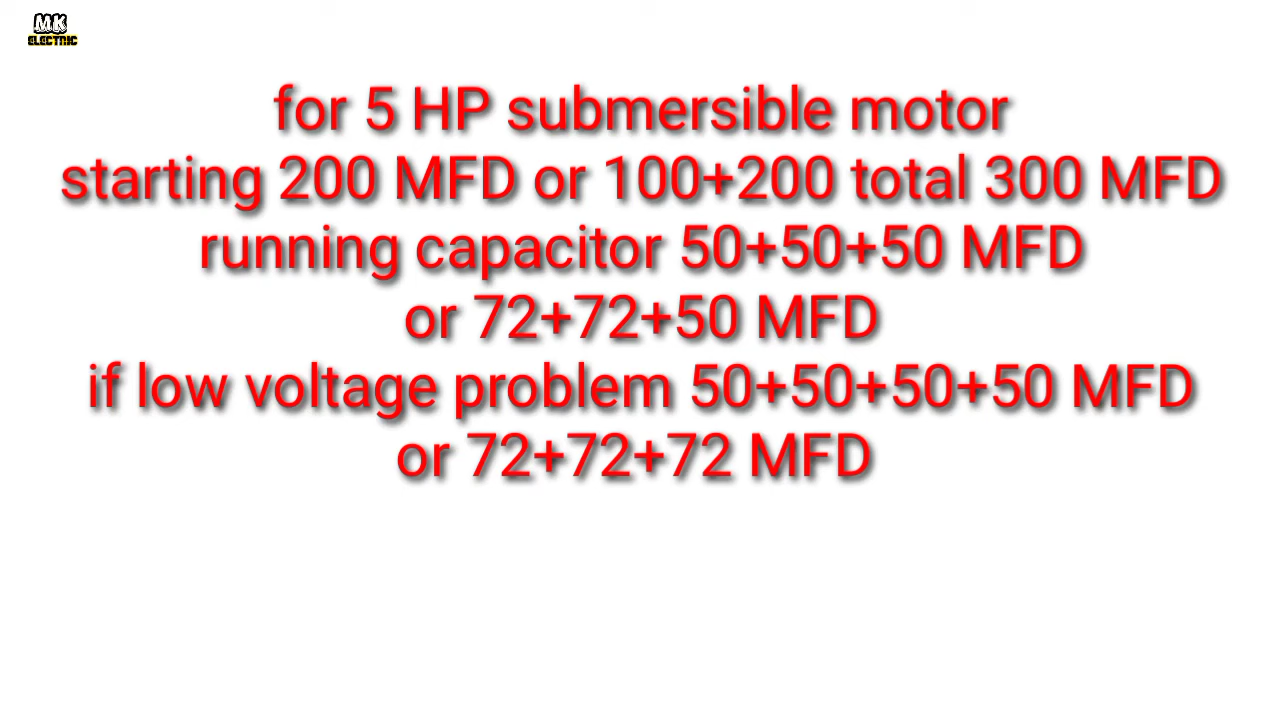 MK
ELECTRIC
for 5 HP submersible motor
starting 200 MFD or 100+200 total 300 MFD
running capacitor 50+50+50 MFD
or 72+72+50 MFD
if low voltage problem 50+50+50+50 MFD
or 72+72+72 MFD